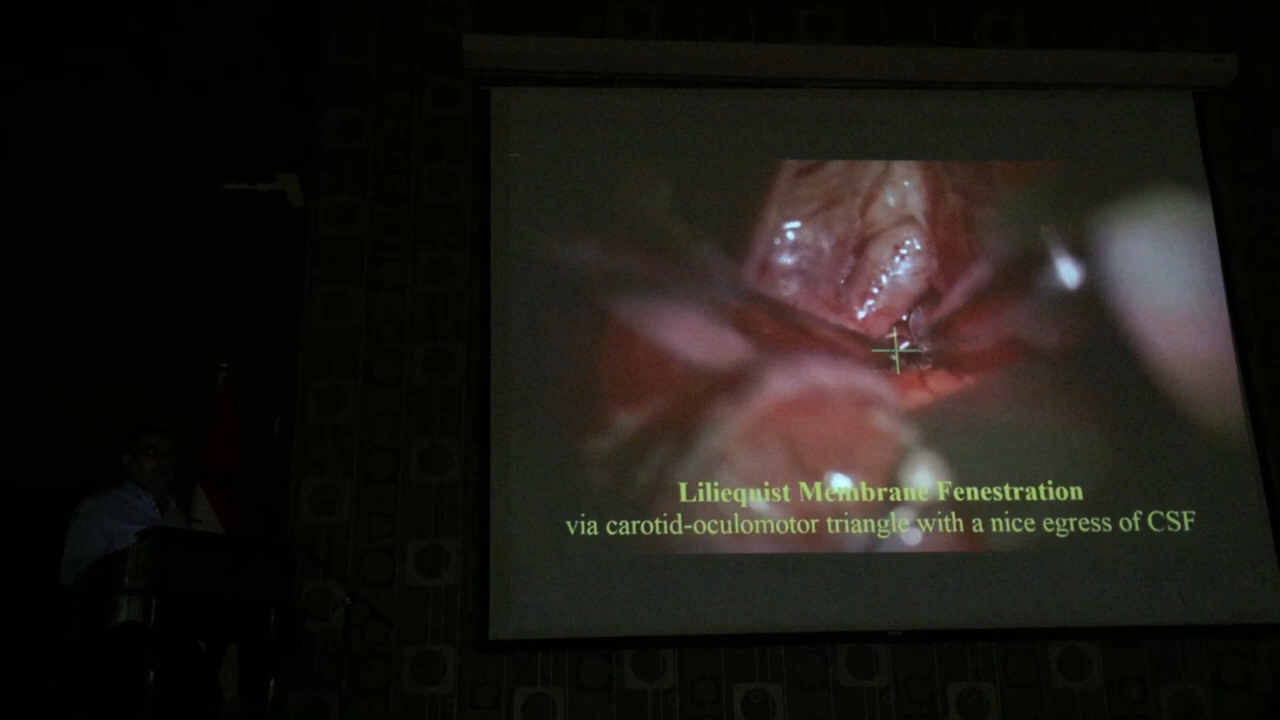 Liliequist Membrane Fenestration
via carotid-oculomotor triangle with a nice egress of CSF